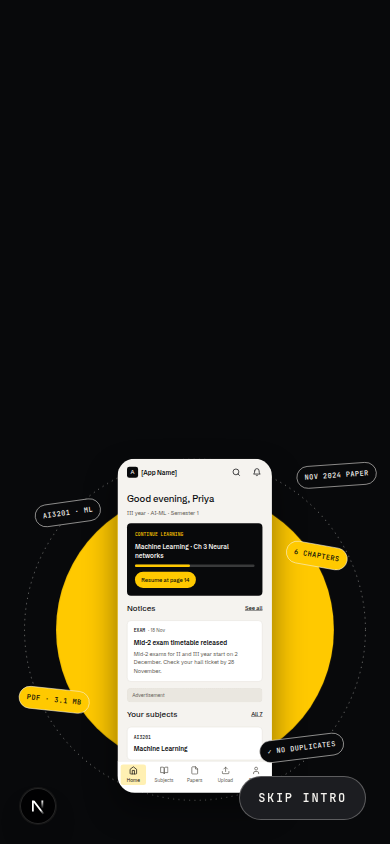 A [App Name]
NOV 2024 PAPER
Good evening, Priya
III year · AI-ML · Semester 1
AI3201 · ML
CONTINUE LEARNING
Machine Learning · Ch 3 Neural
networks
6 CHAPTERS
Resume at page 14
Notices See all
EXAM · 18 Nov
Mid-2 exam timetable released
Mid-2 exams for II and III year start on 2
December. Check your hall ticket by 28
November.
PDF · 3.1 MB
Advertisement
Your subjects All 7
AI3201
Machine Learning
✓ NO DUPLICATES
Home Subjects Papers Upload
SKIP INTRO
N